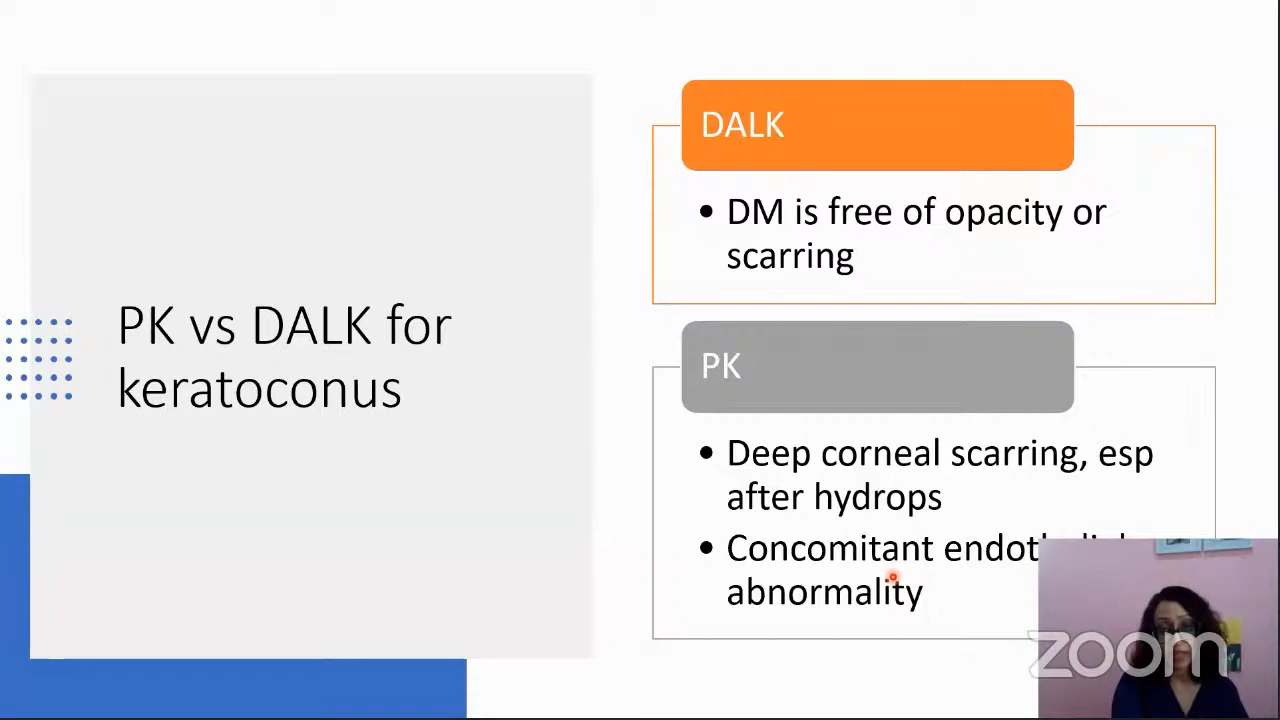 PK vs DALK for
keratoconus
DALK
• DM is free of opacity or
scarring
PK
• Deep corneal scarring, esp
after hydrops
• Concomitant
abnormality
zoom